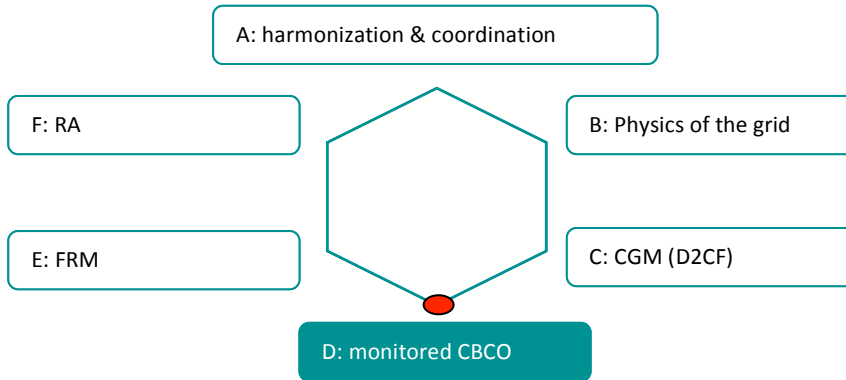 A: harmonization & coordination
F: RA
B: Physics of the grid
E: FRM
C: CGM (D2CF)
D: monitored CBCO